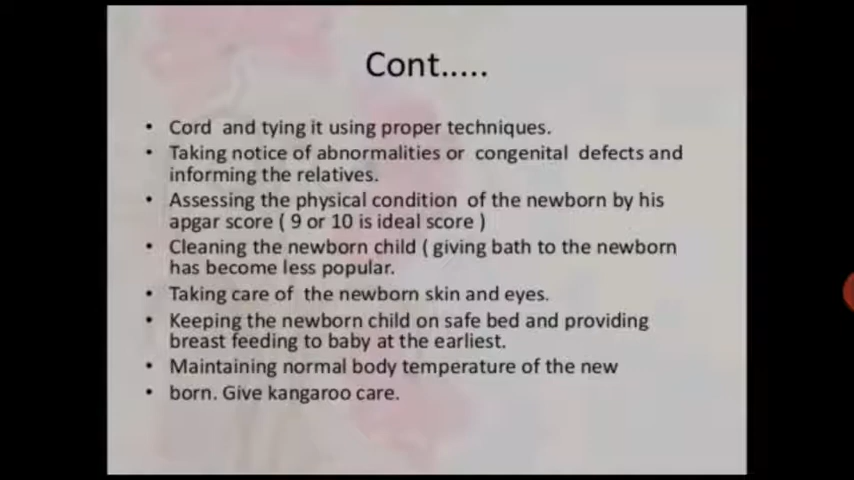 Cont.....
• Cord and tying it using proper techniques.
• Taking notice of abnormalities or congenital defects and
informing the relatives.
• Assessing the physical condition of the newborn by his
apgar score ( 9 or 10 is ideal score )
• Cleaning the newborn child ( giving bath to the newborn
has become less popular.
• Taking care of the newborn skin and eyes.
• Keeping the newborn child on safe bed and providing
breast feeding to baby at the earliest.
• Maintaining normal body temperature of the new
• born. Give kangaroo care.